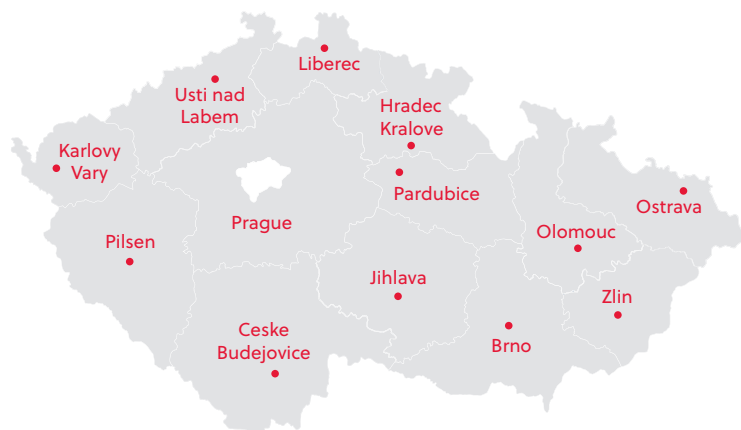 Liberec
Usti nad
Labem
Hradec
Kralove
Karlovy
Vary
Pardubice
Ostrava
Prague
Olomouc
Pilsen
Jihlava
Zlin
Ceske
Budejovice
Brno